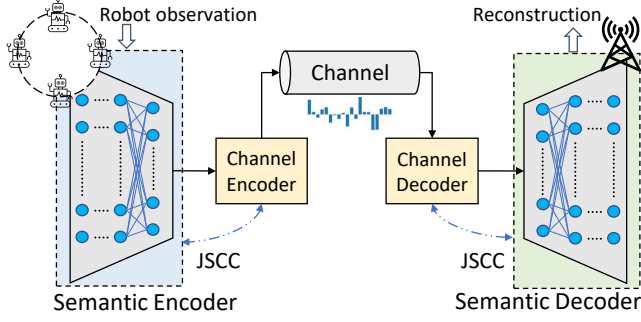 Robot observation
Reconstruction
Channel
Channel
Encoder
Channel
Decoder
JSCC
JSCC
Semantic Encoder
Semantic Decoder